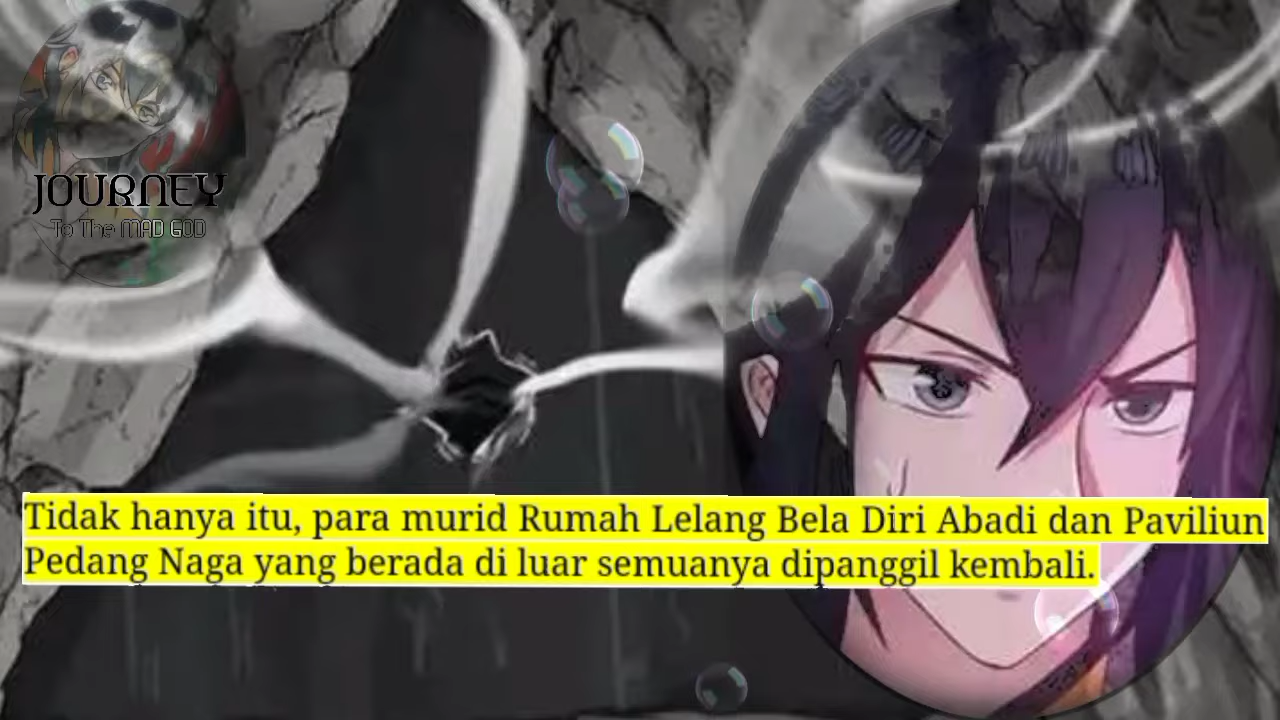 JOURNEY
To The MAD GOD
Tidak hanya itu, para murid Rumah Lelang Bela Diri Abadi dan Paviliun
Pedang Naga yang berada di luar semuanya dipanggil kembali.